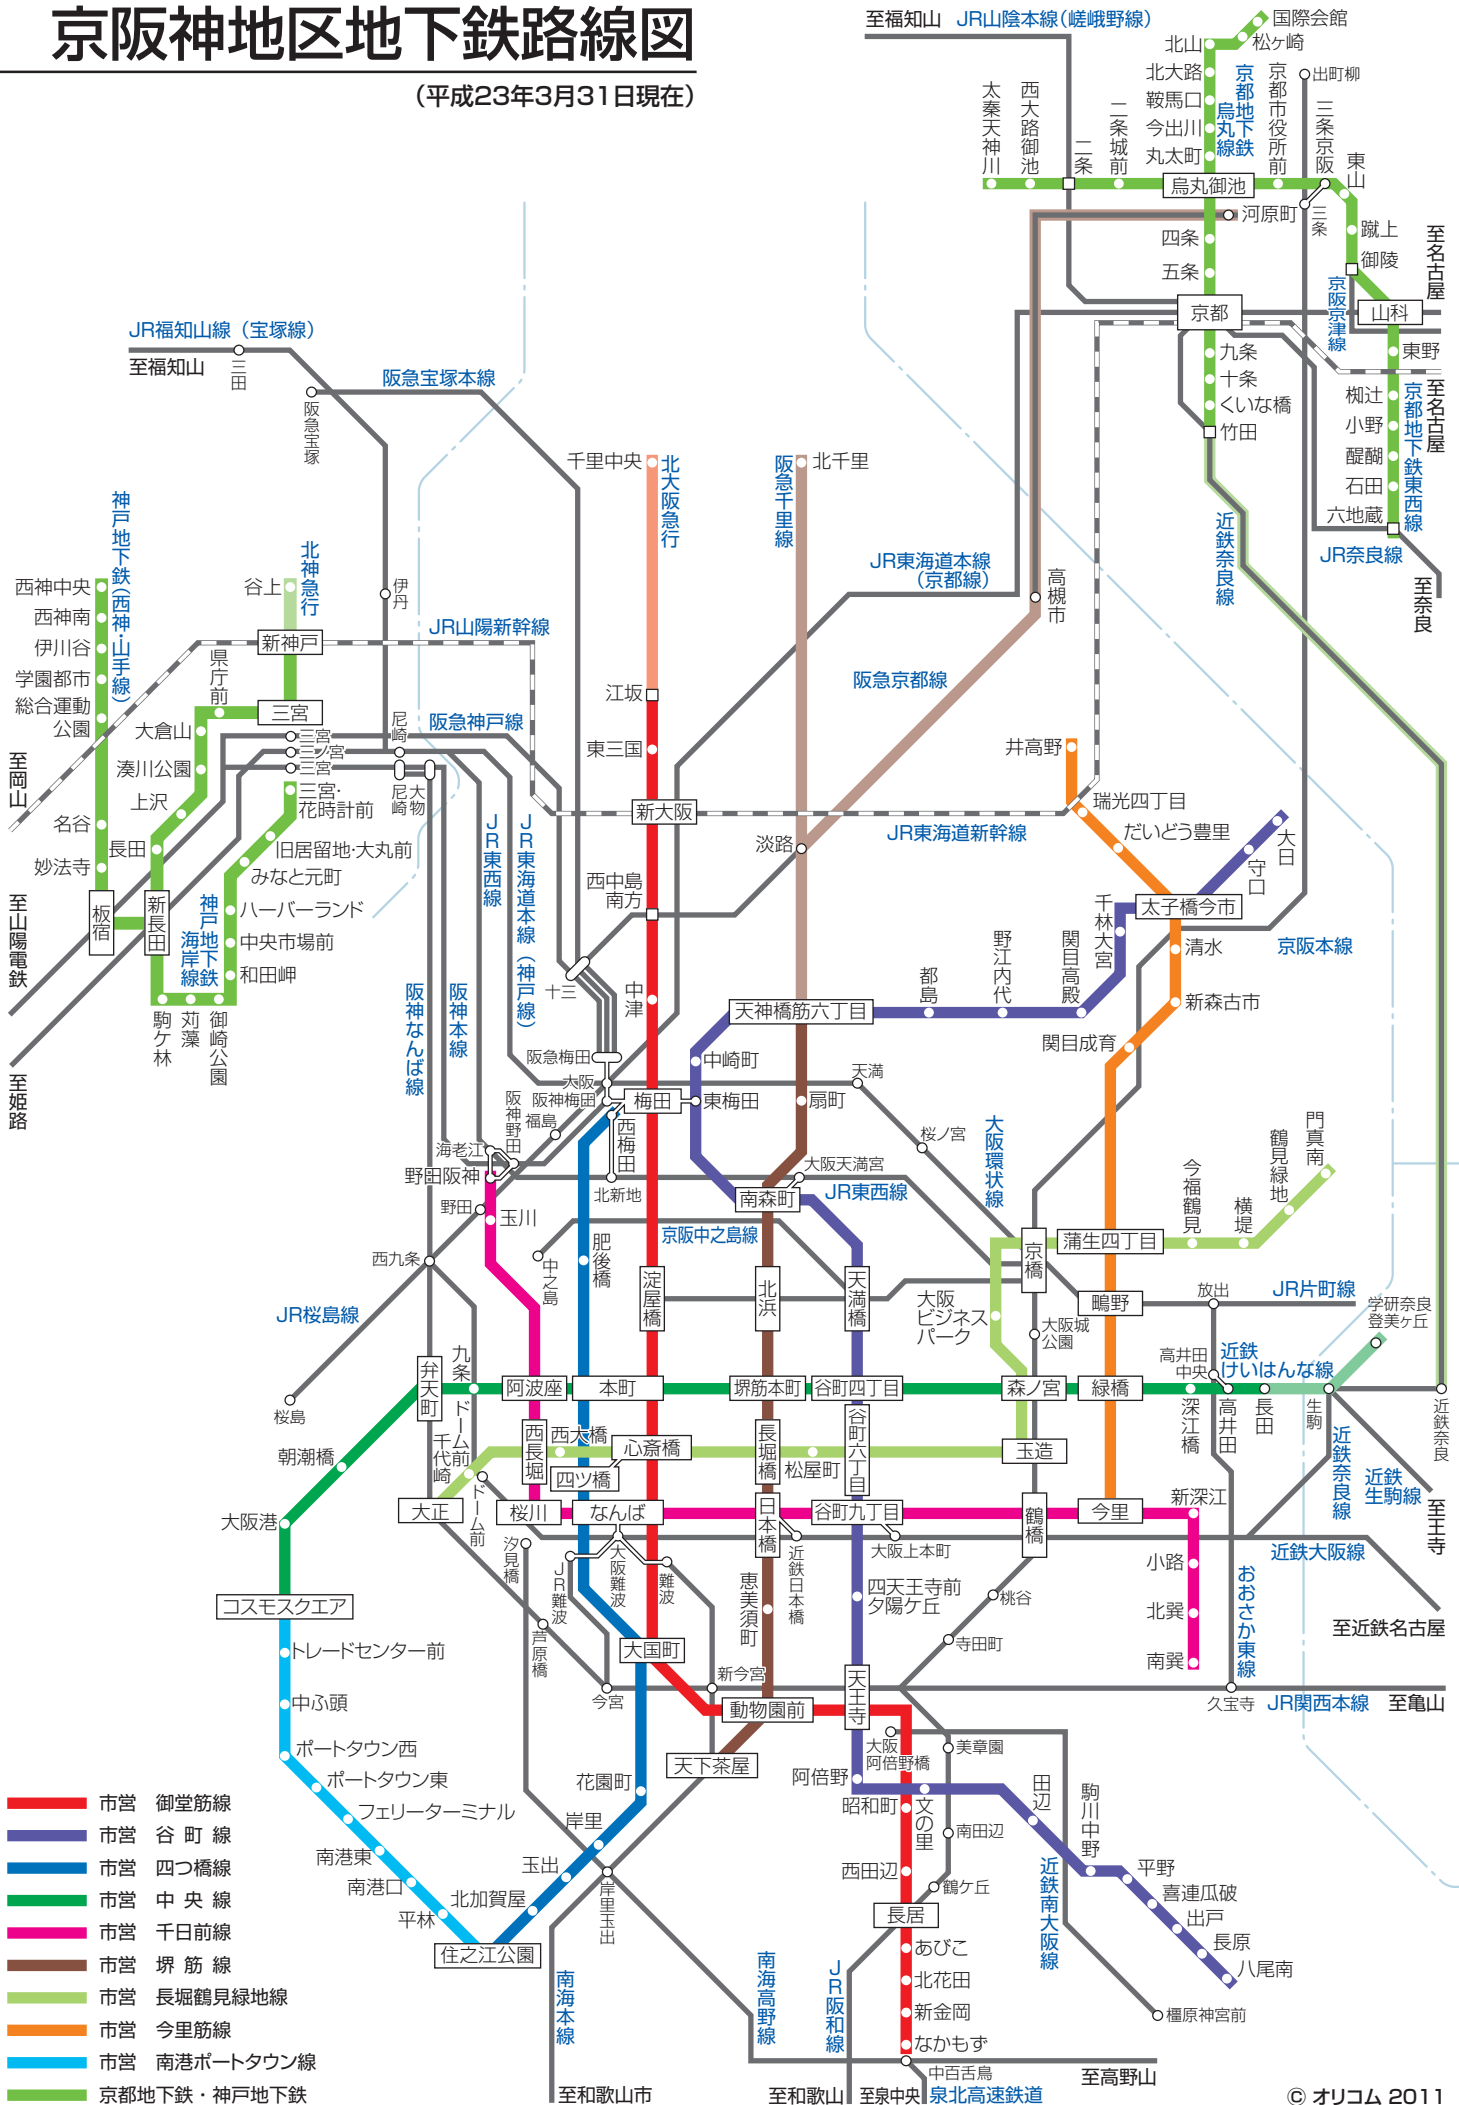 京阪神地区地下鉄路線図
（平成23年3月31日現在）
至福知山
JR山陰本線（嵯峨野線）
国際会館
松ヶ崎
北山
北大路
鞍馬口
今出川
丸太町
京都地下鉄
烏丸線
京都市役所前
出町柳
三条京阪
東山
太秦天神川
西大路御池
二条
二条城前
烏丸御池
河原町
三条
蹴上
御陵
四条
五条
京都
京阪京津線
山科
至名古屋
東野
至名古屋
九条
十条
くいな橋
竹田
椥辻
小野
醍醐
石田
六地蔵
京都地下鉄東西線
JR奈良線
至奈良
近鉄奈良線
JR福知山線（宝塚線）
至福知山
三田
阪急宝塚本線
阪急宝塚
千里中央
北大阪急行
阪急千里線
北千里
JR東海道本線
（京都線）
高槻市
阪急京都線
神戸地下鉄（西神・山手線）
西神中央
西神南
伊川谷
学園都市
総合運動
公園
名谷
妙法寺
板宿
北神急行
谷上
新神戸
県庁前
三宮
大倉山
湊川公園
上沢
長田
新長田
三宮
三ノ宮
三宮
三宮・
花時計前
旧居留地・大丸前
みなと元町
ハーバーランド
中央市場前
和田岬
神戸地下鉄
海岸線
駒ケ林
苅藻
御崎公園
至岡山
至山陽電鉄
至姫路
伊丹
JR山陽新幹線
阪急神戸線
尼崎
尼崎
大物
JR東西線
JR東海道本線（神戸線）
阪神なんば線
阪神本線
江坂
東三国
新大阪
西中島
南方
淡路
JR東海道新幹線
井高野
瑞光四丁目
だいどう豊里
大日
守口
太子橋今市
千林大宮
清水
京阪本線
関目高殿
野江内代
都島
新森古市
関目成育
十三
中津
天神橋筋六丁目
中崎町
阪急梅田
大阪
阪神梅田
梅田
東梅田
扇町
天満
桜ノ宮
大阪環状線
阪神野田
福島
海老江
野田阪神
野田
玉川
西梅田
北新地
大阪天満宮
南森町
JR東西線
京阪中之島線
西九条
中之島
肥後橋
淀屋橋
北浜
天満橋
京橋
蒲生四丁目
今福鶴見
横堤
鶴見緑地
門真南
大阪
ビジネス
パーク
大阪城
公園
鴫野
放出
JR片町線
学研奈良
登美ヶ丘
JR桜島線
桜島
弁天町
九条
阿波座
本町
堺筋本町
谷町四丁目
森ノ宮
緑橋
高井田
中央
近鉄
けいはんな線
深江橋
高井田
長田
生駒
近鉄奈良
近鉄奈良線
近鉄
生駒線
至王寺
朝潮橋
大阪港
ドーム前
千代崎
ドーム前
大正
西長堀
西大橋
四ツ橋
心斎橋
長堀橋
松屋町
谷町六丁目
玉造
桜川
なんば
日本橋
谷町九丁目
鶴橋
今里
新深江
小路
北巽
南巽
近鉄大阪線
至近鉄名古屋
おおさか東線
汐見橋
JR難波
大阪難波
難波
恵美須町
近鉄日本橋
大阪上本町
四天王寺前
夕陽ケ丘
桃谷
寺田町
コスモスクエア
トレードセンター前
中ふ頭
ポートタウン西
ポートタウン東
フェリーターミナル
南港東
南港口
平林
住之江公園
芦原橋
今宮
大国町
新今宮
動物園前
天王寺
天下茶屋
久宝寺
JR関西本線
至亀山
花園町
岸里
玉出
北加賀屋
岸里玉出
大阪
阿倍野橋
美章園
阿倍野
昭和町
文の里
南田辺
西田辺
鶴ケ丘
長居
あびこ
北花田
新金岡
なかもず
中百舌鳥
田辺
駒川中野
平野
喜連瓜破
出戸
長原
八尾南
近鉄南大阪線
橿原神宮前
南海本線
南海高野線
JR阪和線
至和歌山市
至和歌山
至泉中央
泉北高速鉄道
至高野山
市営　御堂筋線
市営　谷 町 線
市営　四つ橋線
市営　中 央 線
市営　千日前線
市営　堺 筋 線
市営　長堀鶴見緑地線
市営　今里筋線
市営　南港ポートタウン線
京都地下鉄・神戸地下鉄
© オリコム 2011